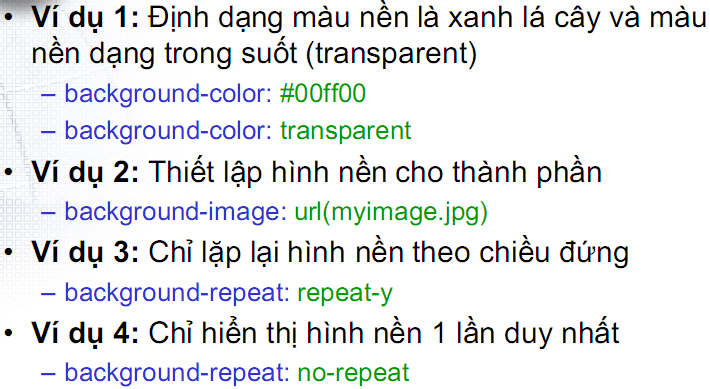 • Ví dụ 1: Định dạng màu nền là xanh lá cây và màu
nền dạng trong suốt (transparent)
– background-color: #00ff00
– background-color: transparent
• Ví dụ 2: Thiết lập hình nền cho thành phần
– background-image: url(myimage.jpg)
• Ví dụ 3: Chỉ lặp lại hình nền theo chiều đứng
– background-repeat: repeat-y
• Ví dụ 4: Chỉ hiển thị hình nền 1 lần duy nhất
– background-repeat: no-repeat